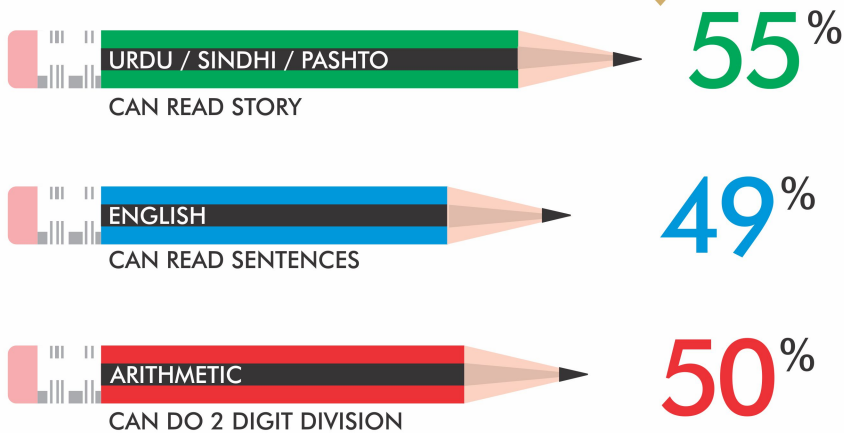 URDU / SINDHI / PASHTO
55%
CAN READ STORY
ENGLISH
49%
CAN READ SENTENCES
ARITHMETIC
50%
CAN DO 2 DIGIT DIVISION